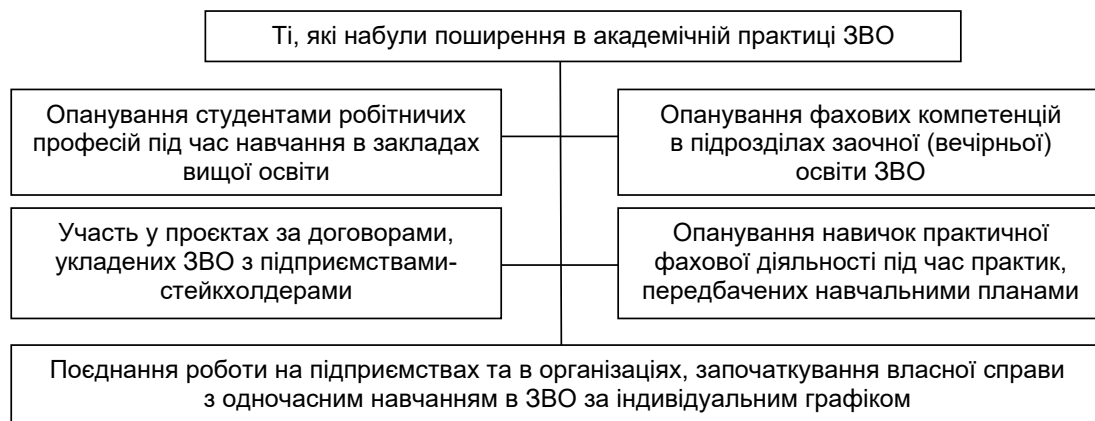 Ті, які набули поширення в академічній практиці ЗВО
Опанування студентами робітничих
професій під час навчання в закладах
вищої освіти
Опанування фахових компетенцій
в підрозділах заочної (вечірньої)
освіти ЗВО
Участь у проєктах за договорами,
укладених ЗВО з підприємствами-
стейкхолдерами
Опанування навичок практичної
фахової діяльності під час практик,
передбачених навчальними планами
Поєднання роботи на підприємствах та в організаціях, започаткування власної справи
з одночасним навчанням в ЗВО за індивідуальним графіком